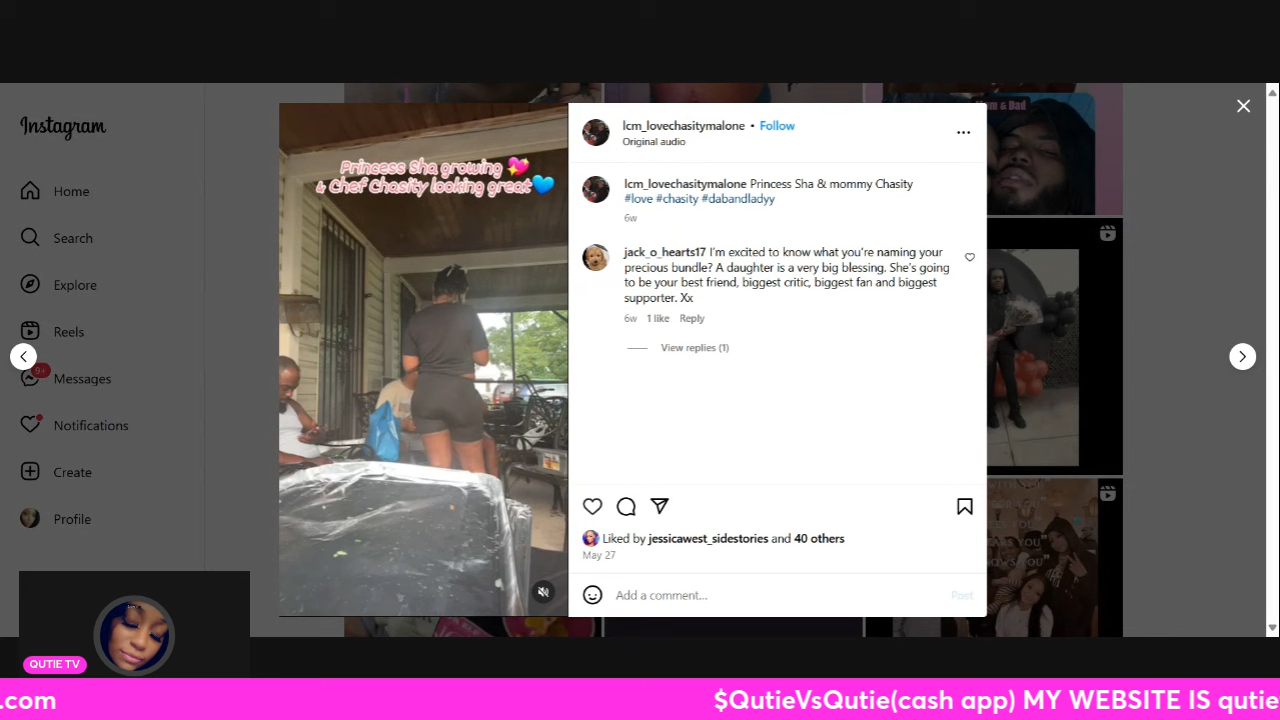 Instagram
Home
Search
Explore
Reels
9+
Messages
Notifications
Create
Profile
QUTIE TV
Princess Sha growing 💖
& Chef Chasity looking great💙
lcm_lovechasitymalone • Follow
Original audio
lcm_lovechasitymalone Princess Sha & mommy Chasity
#love #chasity #dabandladyy
6w
jack_o_hearts17 I'm excited to know what you're naming your
precious bundle? A daughter is a very big blessing. She's going
to be your best friend, biggest critic, biggest fan and biggest
supporter. Xx
6w 1 like Reply
View replies (1)
Liked by jessicawest_sidestories and 40 others
May 27
Add a comment...
Post
& Dad
.com
$QutieVsQutie(cash app) MY WEBSITE IS qutie